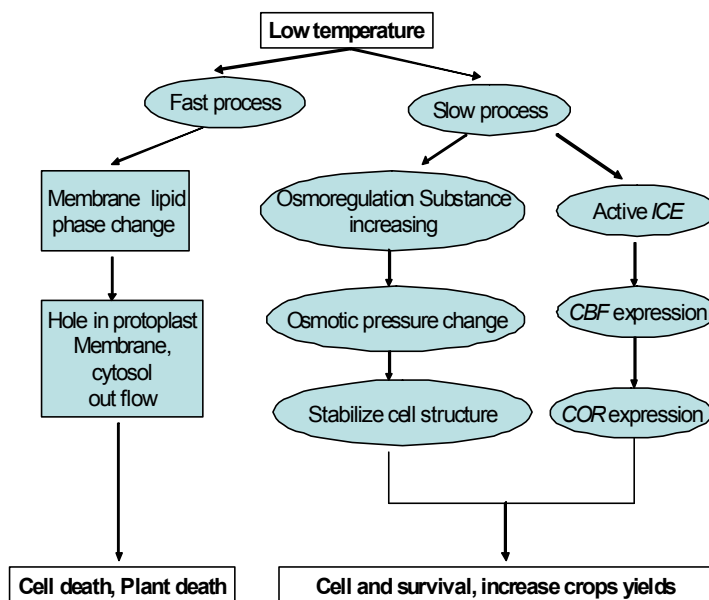 Low temperature
Fast process
Slow process
Membrane lipid
phase change
Osmoregulation Substance
increasing
Active ICE
Hole in protoplast
Membrane,
cytosol
out flow
Osmotic pressure change
CBF expression
Stabilize cell structure
COR expression
Cell death, Plant death
Cell and survival, increase crops yields